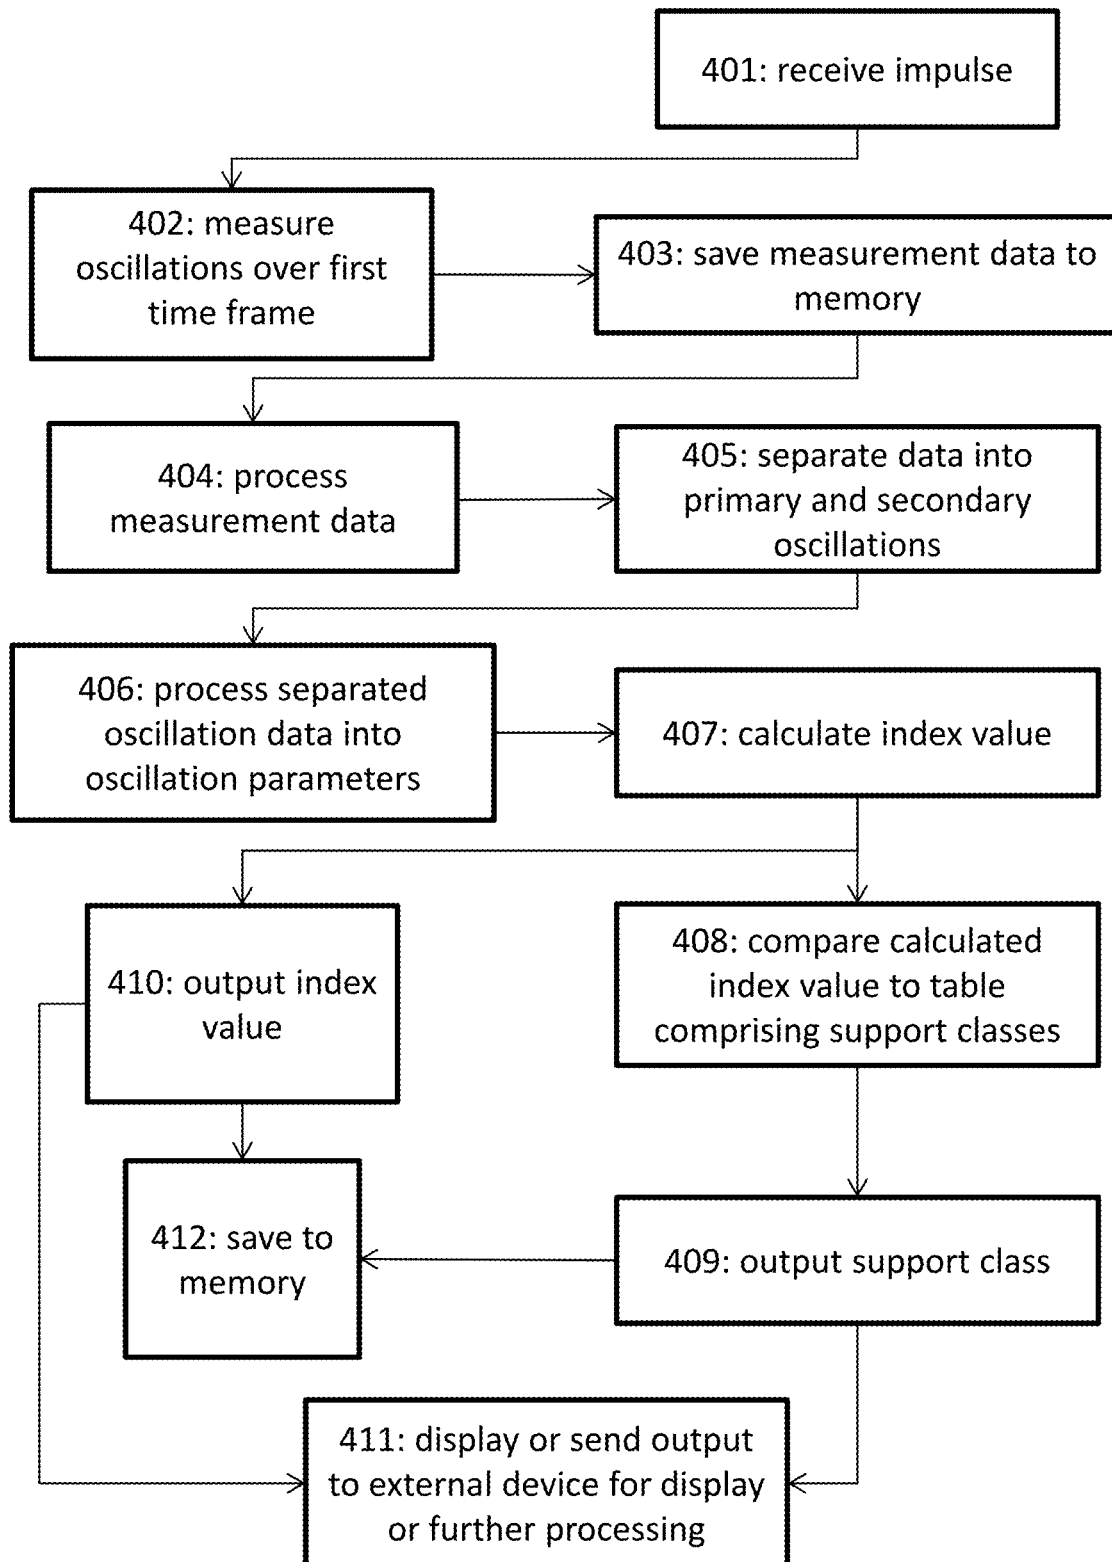 401: receive impulse
402: measure
oscillations over first
time frame
403: save measurement data to
memory
404: process
measurement data
405: separate data into
primary and secondary
oscillations
406: process separated
oscillation data into
oscillation parameters
407: calculate index value
410: output index
value
408: compare calculated
index value to table
comprising support classes
412: save to
memory
409: output support class
411: display or send output
to external device for display
or further processing